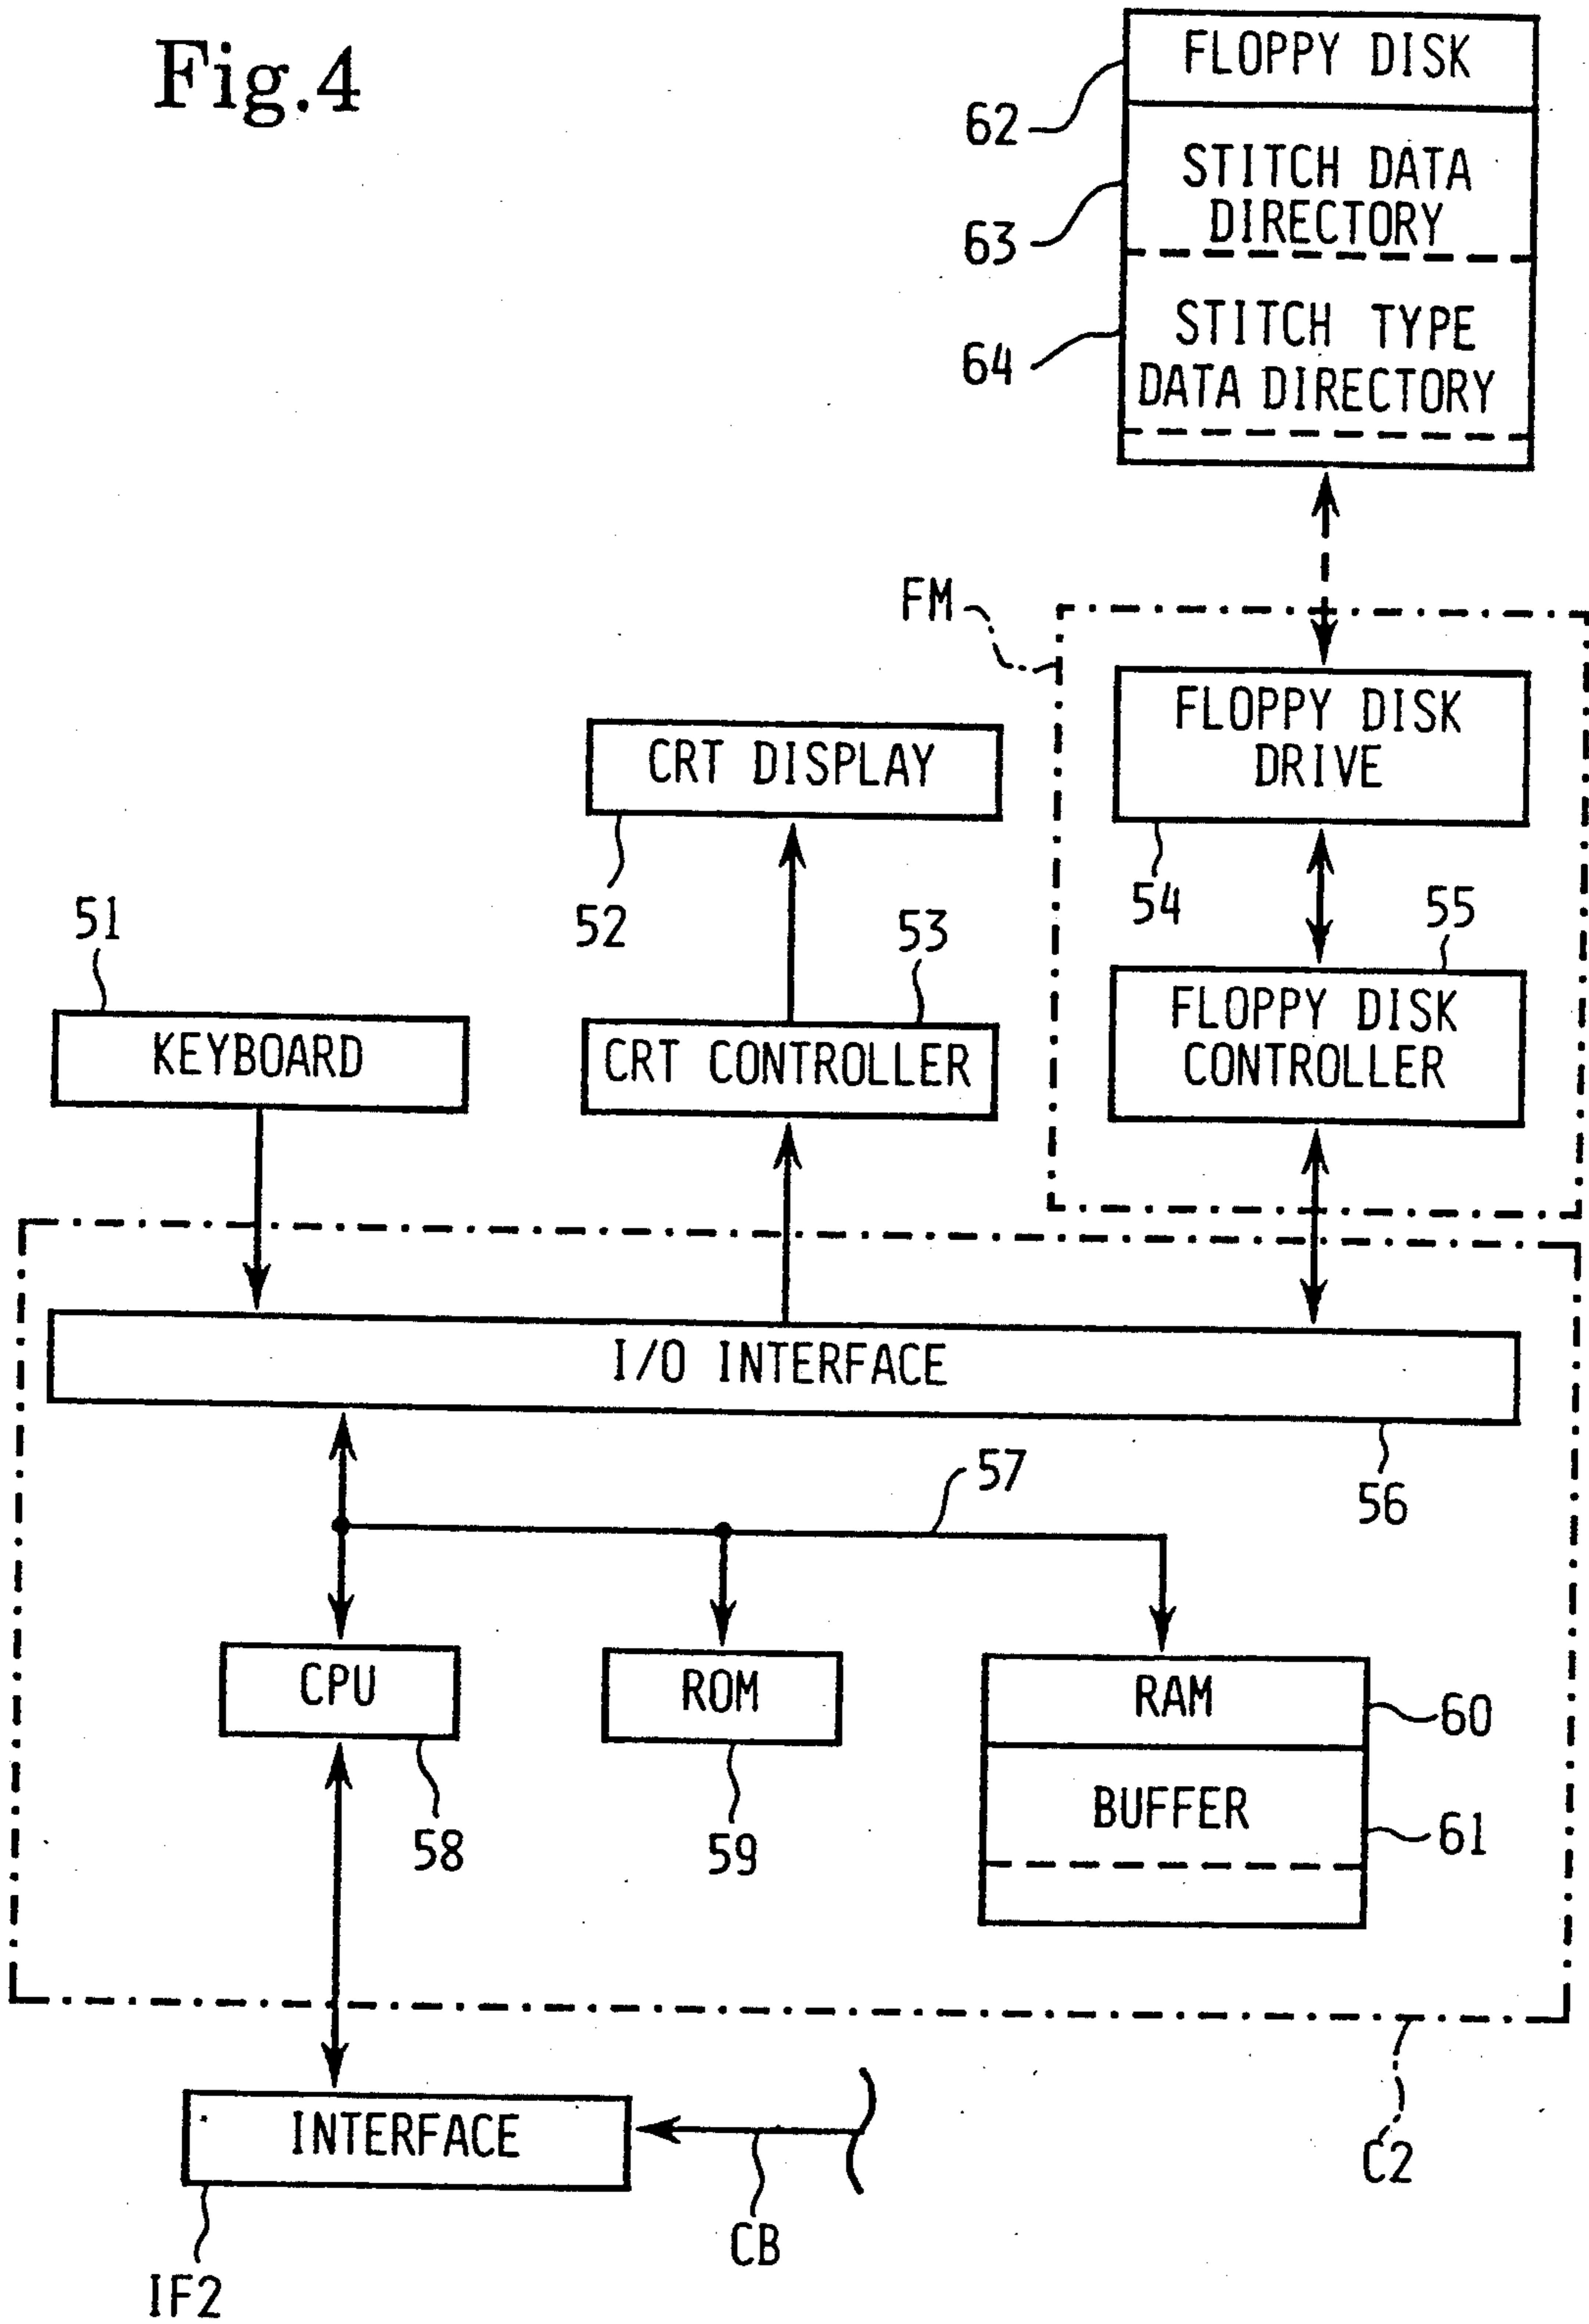 Fig.4
FLOPPY DISK
62
STITCH DATA
DIRECTORY
63
STITCH TYPE
DATA DIRECTORY
64
FM
FLOPPY DISK
DRIVE
54
CRT DISPLAY
52
55
FLOPPY DISK
CONTROLLER
51
KEYBOARD
53
CRT CONTROLLER
I/O INTERFACE
56
57
CPU
58
ROM
59
RAM
60
BUFFER
61
C2
INTERFACE
IF2
CB